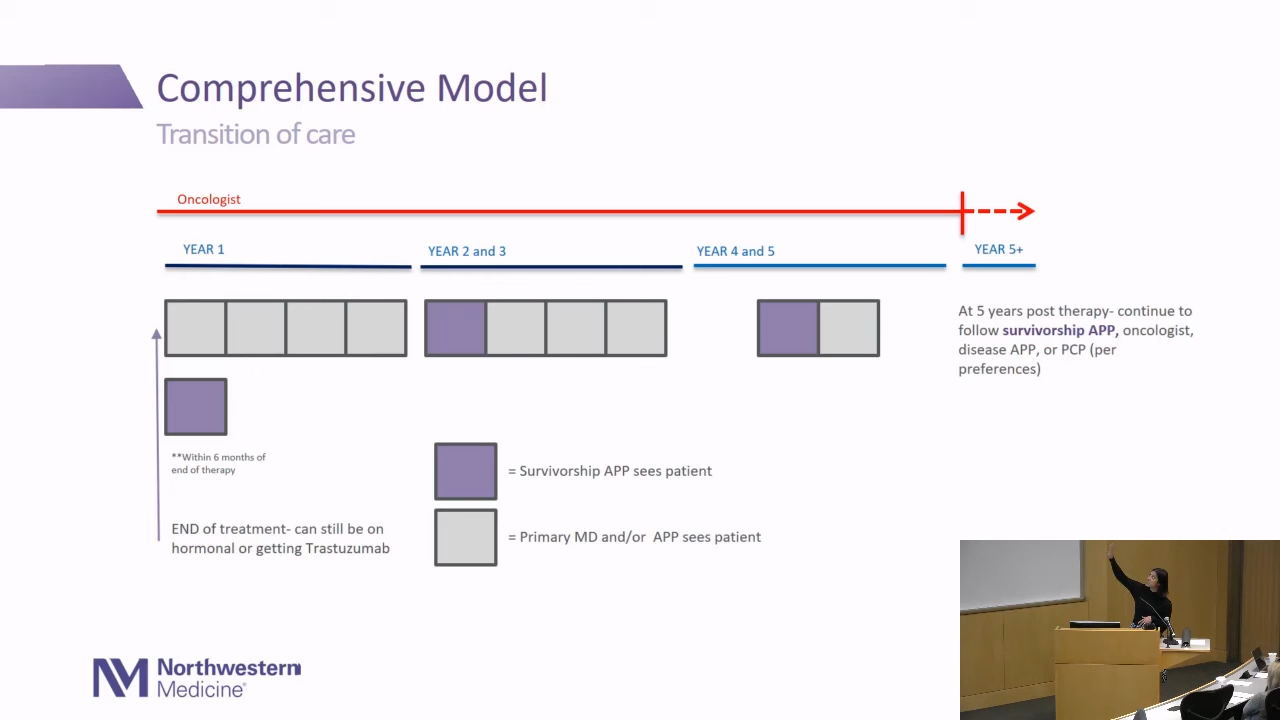 Comprehensive Model
Transition of care
Oncologist
YEAR 1
YEAR 2 and 3
YEAR 4 and 5
YEAR 5+
At 5 years post therapy- continue to
follow survivorship APP, oncologist,
disease APP, or PCP (per
preferences)
**Within 6 months of
end of therapy
= Survivorship APP sees patient
END of treatment- can still be on
hormonal or getting Trastuzumab
= Primary MD and/or APP sees patient
NM Northwestern
Medicine®